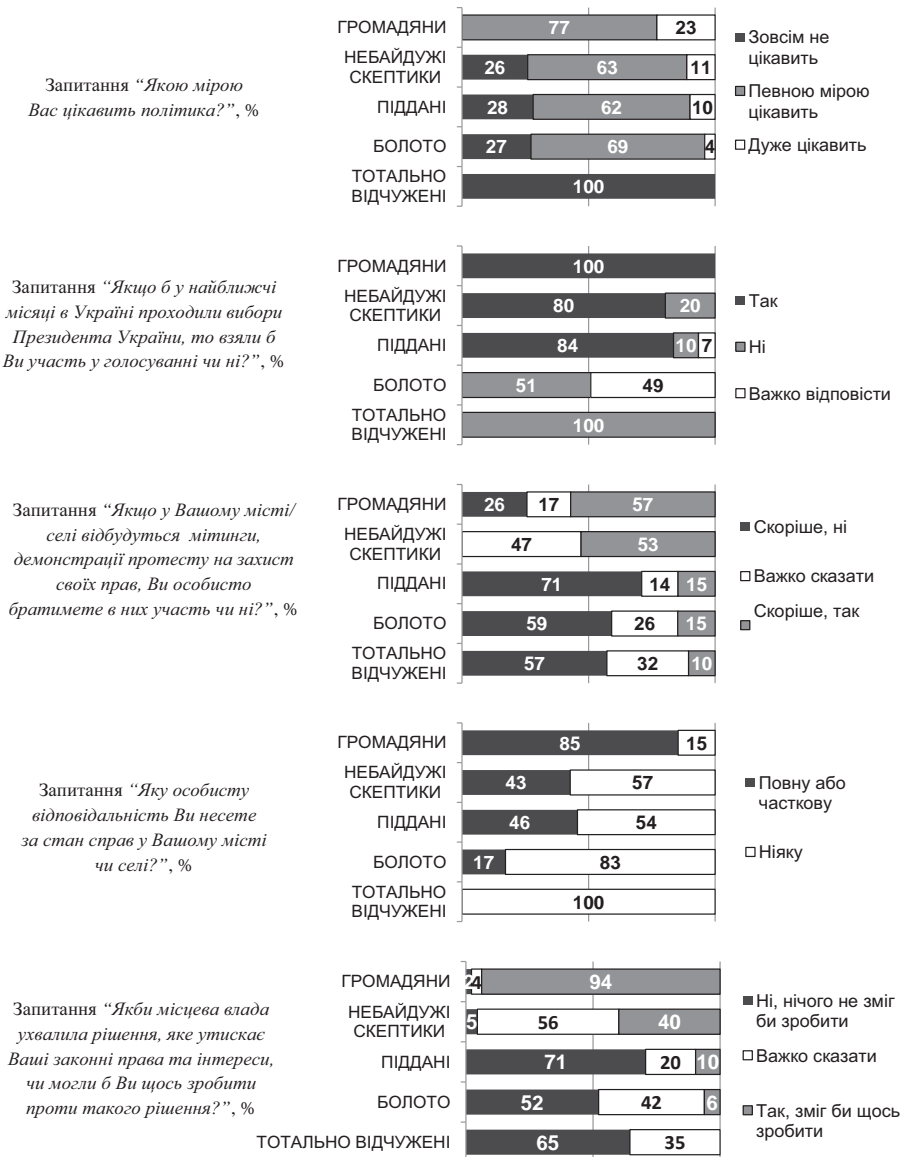 Запитання "Якою мірою
Вас цікавить політика?", %
ГРОМАДЯНИ 77 23
НЕБАЙДУЖІ
СКЕПТИКИ 26 63 11
ПІДДАНІ 28 62 10
БОЛОТО 27 69 4
ТОТАЛЬНО
ВІДЧУЖЕНІ 100
Зовсім не
цікавить
Певною мірою
цікавить
Дуже цікавить
Запитання "Якщо б у найближчі
місяці в Україні проходили вибори
Президента України, то взяли б
Ви участь у голосуванні чи ні?", %
ГРОМАДЯНИ 100
НЕБАЙДУЖІ
СКЕПТИКИ 80 20
ПІДДАНІ 84 10 7
БОЛОТО 51 49
ТОТАЛЬНО
ВІДЧУЖЕНІ 100
Так
Ні
Важко відповісти
Запитання "Якщо у Вашому місті/
селі відбудуться мітинги,
демонстрації протесту на захист
своїх прав, Ви особисто
братимете в них участь чи ні?", %
ГРОМАДЯНИ 26 17 57
НЕБАЙДУЖІ
СКЕПТИКИ 47 53
ПІДДАНІ 71 14 15
БОЛОТО 59 26 15
ТОТАЛЬНО
ВІДЧУЖЕНІ 57 32 10
Скоріше, ні
Важко сказати
Скоріше, так
Запитання "Яку особисту
відповідальність Ви несете
за стан справ у Вашому місті
чи селі?", %
ГРОМАДЯНИ 85 15
НЕБАЙДУЖІ
СКЕПТИКИ 43 57
ПІДДАНІ 46 54
БОЛОТО 17 83
ТОТАЛЬНО
ВІДЧУЖЕНІ 100
Повну або
часткову
Ніяку
Запитання "Якби місцева влада
ухвалила рішення, яке утискає
Ваші законні права та інтереси,
чи могли б Ви щось зробити
проти такого рішення?", %
ГРОМАДЯНИ 2 4 94
НЕБАЙДУЖІ
СКЕПТИКИ 5 56 40
ПІДДАНІ 71 20 10
БОЛОТО 52 42 6
ТОТАЛЬНО ВІДЧУЖЕНІ 65 35
Ні, нічого не зміг
би зробити
Важко сказати
Так, зміг би щось
зробити